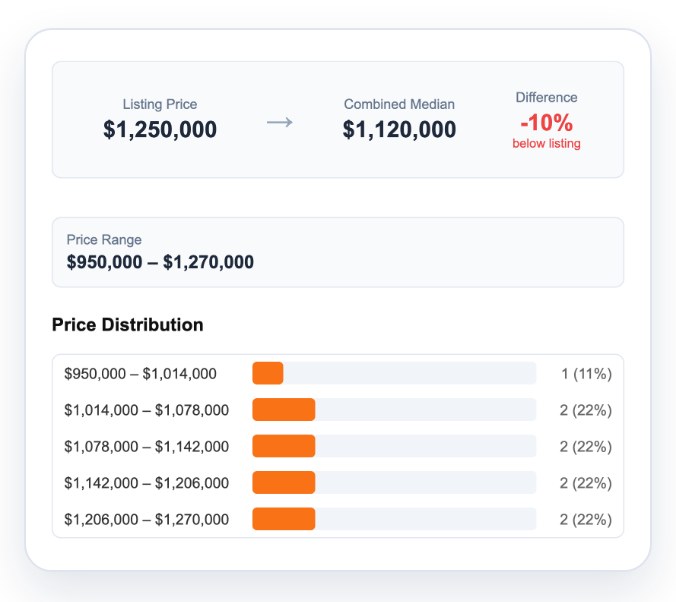 Listing Price
$1,250,000
→
Combined Median
$1,120,000
Difference
-10%
below listing
Price Range
$950,000 – $1,270,000
Price Distribution
$950,000 – $1,014,000 1 (11%)
$1,014,000 – $1,078,000 2 (22%)
$1,078,000 – $1,142,000 2 (22%)
$1,142,000 – $1,206,000 2 (22%)
$1,206,000 – $1,270,000 2 (22%)